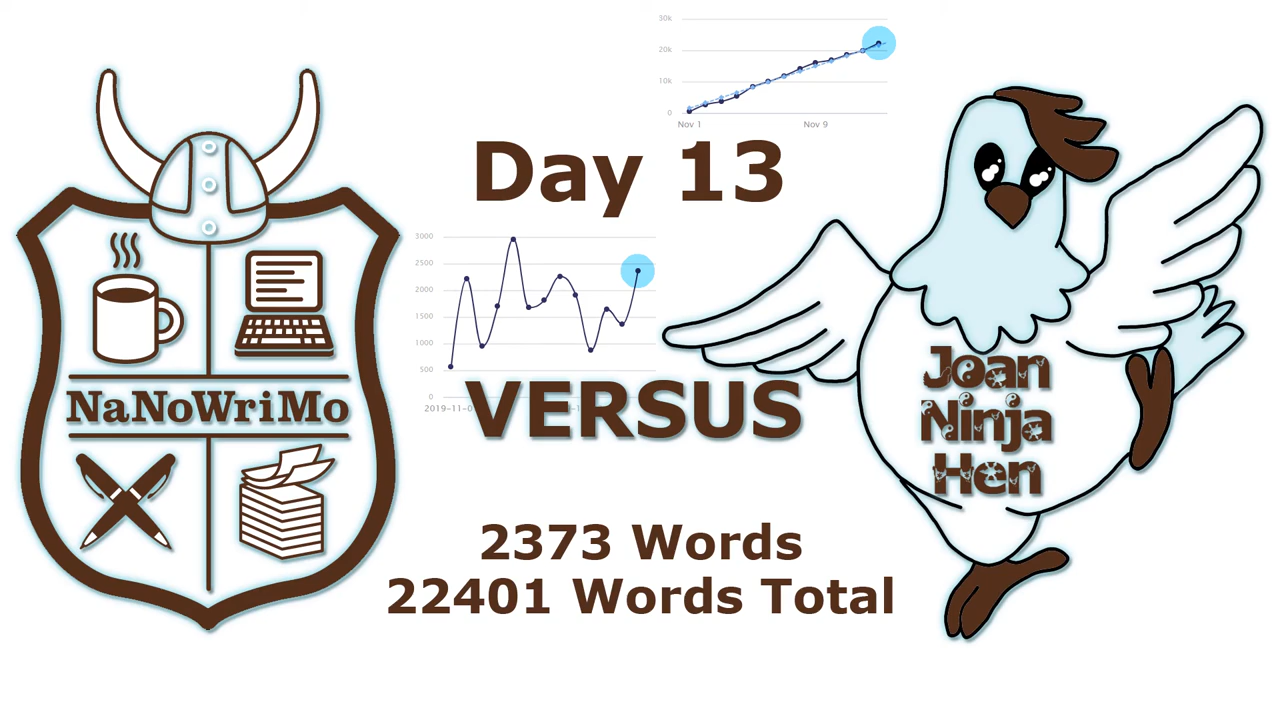 30k
20k
10k
0
Nov 1 Nov 9
Day 13
3000
2500
2000
1500
1000
500
0
VERSUS
NaNoWriMo
Joan
Ninja
Hen
2373 Words
22401 Words Total